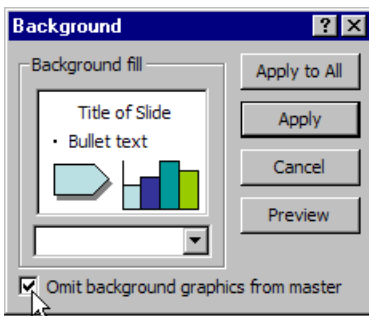 Background
Background fill
Title of Slide
• Bullet text
Apply to All
Apply
Cancel
Preview
Omit background graphics from master